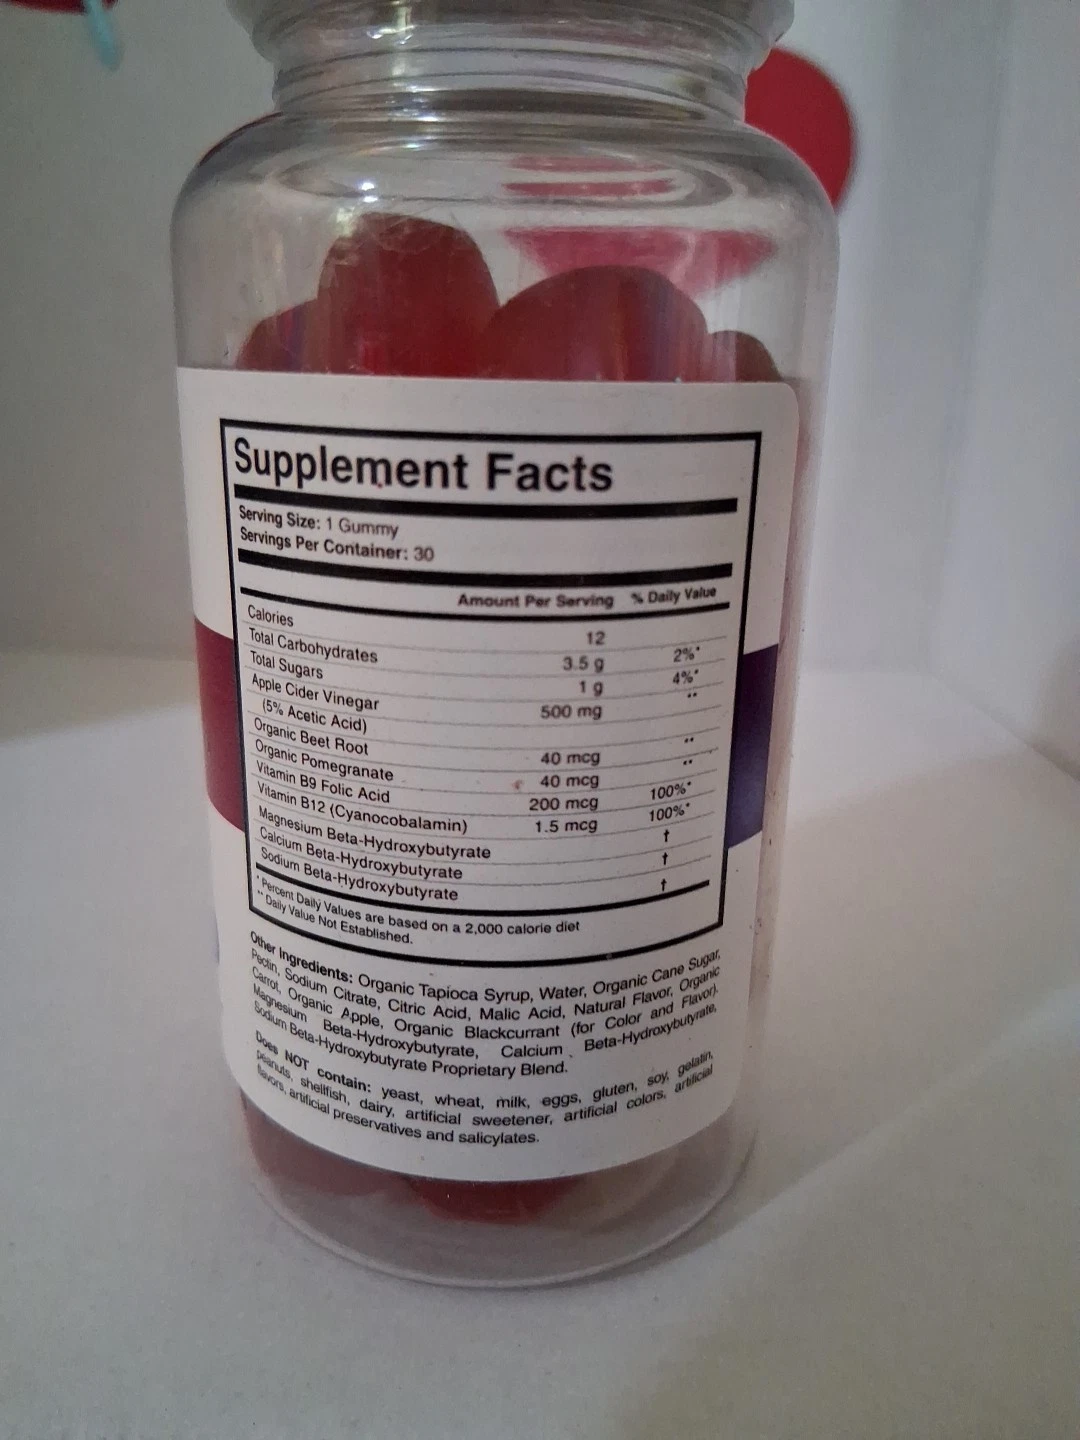 Supplement Facts
Serving Size: 1 Gummy
Servings Per Container: 30
Amount Per Serving % Daily Value
Calories 12
Total Carbohydrates 3.5 g 2%*
Total Sugars 1 g 4%*
Apple Cider Vinegar 500 mg **
(5% Acetic Acid)
Organic Beet Root 40 mcg **
Organic Pomegranate 40 mcg **
Vitamin B9 Folic Acid 200 mcg 100%*
Vitamin B12 (Cyanocobalamin) 1.5 mcg 100%*
Magnesium Beta-Hydroxybutyrate †
Calcium Beta-Hydroxybutyrate †
Sodium Beta-Hydroxybutyrate †
* Percent Daily Values are based on a 2,000 calorie diet
** Daily Value Not Established.
Other Ingredients: Organic Tapioca Syrup, Water, Organic Cane Sugar,
Pectin, Sodium Citrate, Citric Acid, Malic Acid, Natural Flavor, Organic
Carrot, Organic Apple, Organic Blackcurrant (for Color and Flavor).
Magnesium Beta-Hydroxybutyrate, Calcium Beta-Hydroxybutyrate,
Sodium Beta-Hydroxybutyrate Proprietary Blend.
Does NOT contain: yeast, wheat, milk, eggs, gluten, soy, gelatin,
peanuts, shellfish, dairy, artificial sweetener, artificial colors, artificial
flavors, artificial preservatives and salicylates.